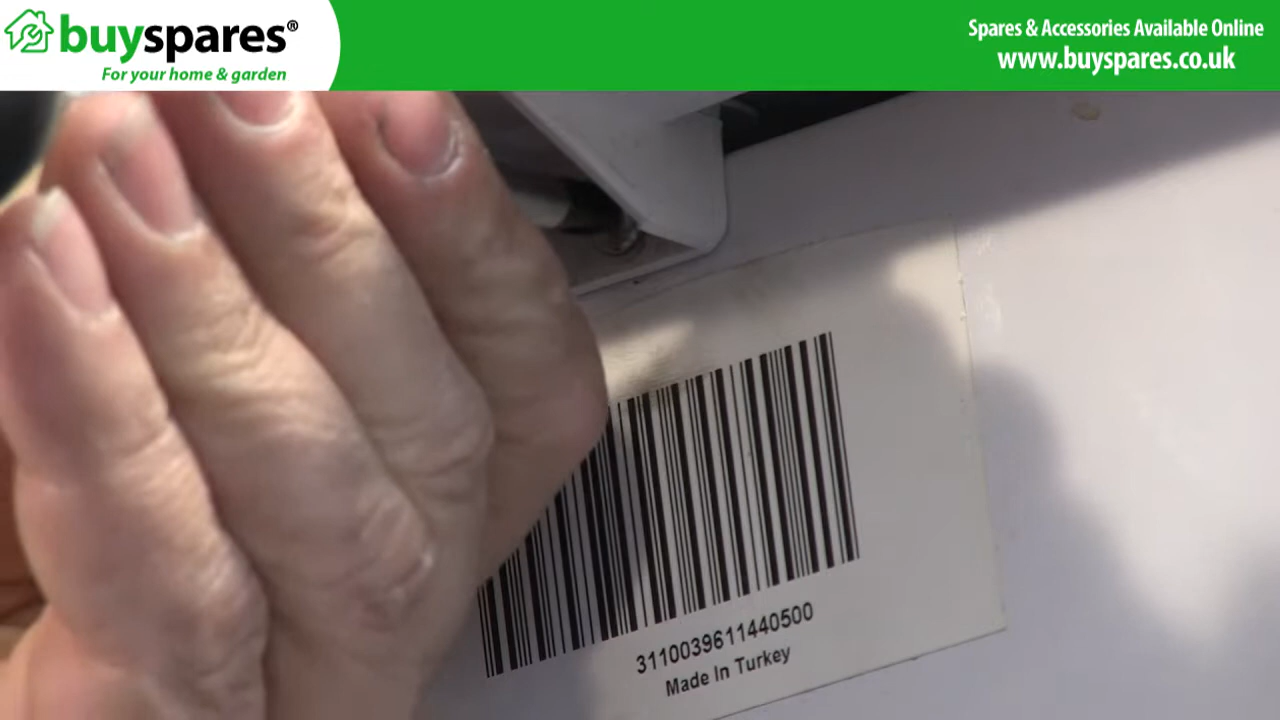 buyspares®
For your home & garden
Spares & Accessories Available Online
www.buyspares.co.uk
3110039611440500
Made In Turkey